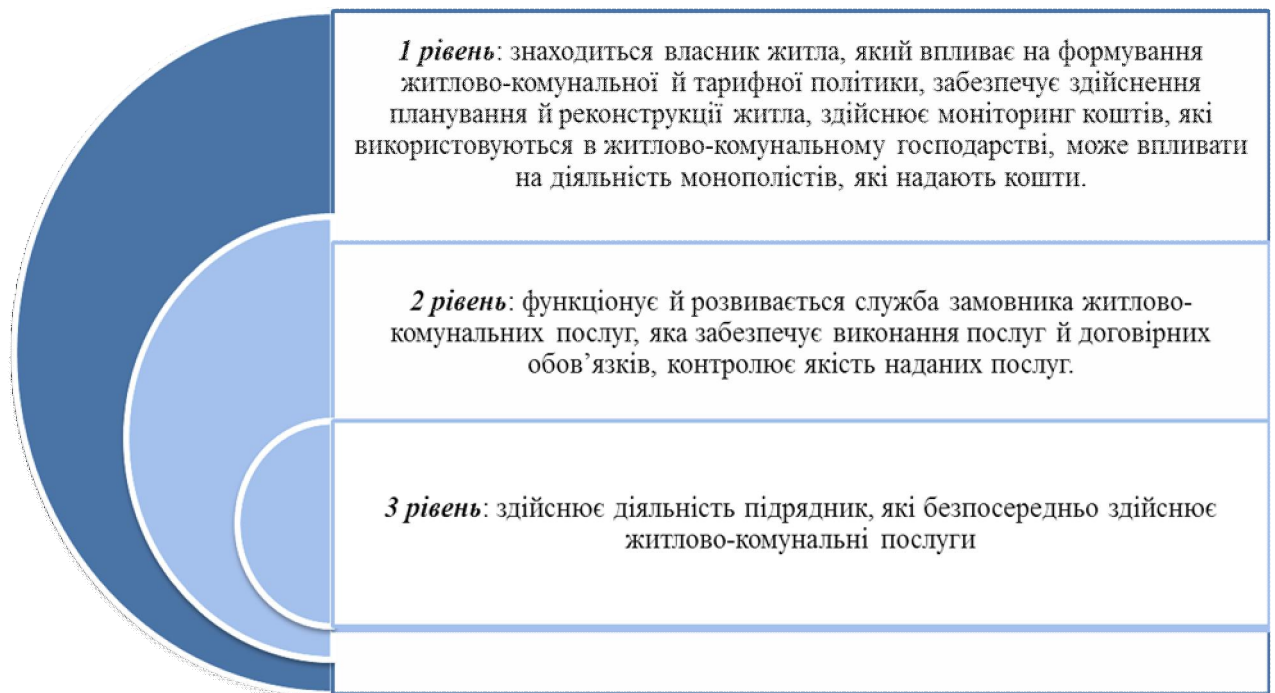 1 рівень: знаходиться власник житла, який впливає на формування
житлово-комунальної й тарифної політики, забезпечує здійснення
планування й реконструкції житла, здійснює моніторинг коштів, які
використовуються в житлово-комунальному господарстві, може впливати
на діяльність монополістів, які надають кошти.
2 рівень: функціонує й розвивається служба замовника житлово-
комунальних послуг, яка забезпечує виконання послуг й договірних
обов’язків, контролює якість наданих послуг.
3 рівень: здійснює діяльність підрядник, які безпосередньо здійснює
житлово-комунальні послуги